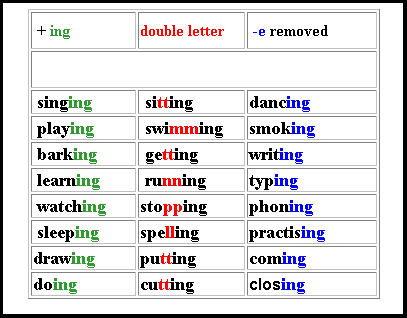 + ing double letter -e removed
singing sitting dancing
playing swimming smoking
barking getting writing
learning running typing
watching stopping phoning
sleeping spelling practising
drawing putting coming
doing cutting closing